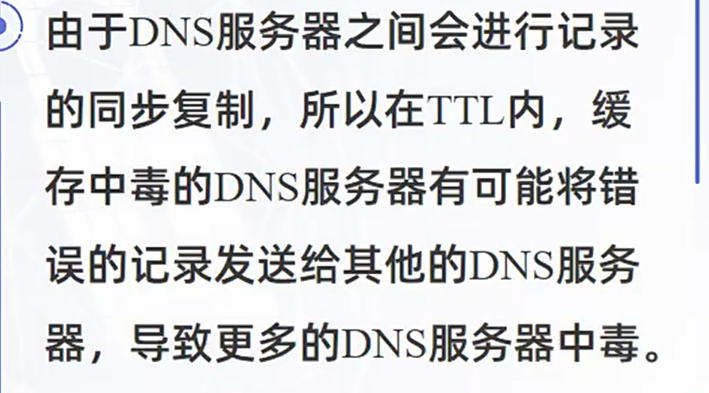 由于DNS服务器之间会进行记录
的同步复制，所以在TTL内，缓
存中毒的DNS服务器有可能将错
误的记录发送给其他的DNS服务
器，导致更多的DNS服务器中毒。